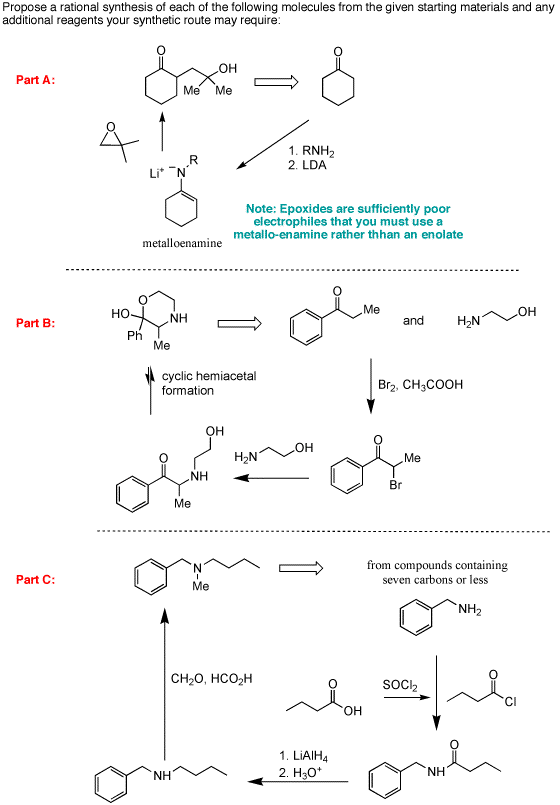 Propose a rational synthesis of each of the following molecules from the given starting materials and any
additional reagents your synthetic route may require:
Part A:
O
OH
Me
Me
O
O
1. RNH2
2. LDA
Li+
−
N
R
metalloenamine
Note: Epoxides are sufficiently poor
electrophiles that you must use a
metallo-enamine rather thhan an enolate
Part B:
O
HO
NH
Ph
Me
O
Me
and
H2N
OH
cyclic hemiacetal
formation
Br2, CH3COOH
OH
O
NH
Me
H2N
OH
O
Me
Br
Part C:
N
Me
from compounds containing
seven carbons or less
NH2
CH2O, HCO2H
O
OH
SOCl2
O
Cl
NH
1. LiAlH4
2. H3O+
O
NH